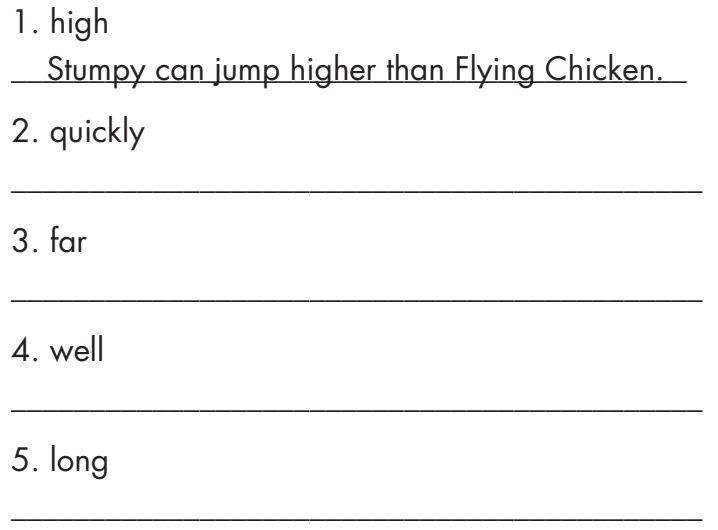 1. high
Stumpy can jump higher than Flying Chicken.
2. quickly
3. far
4. well
5. long